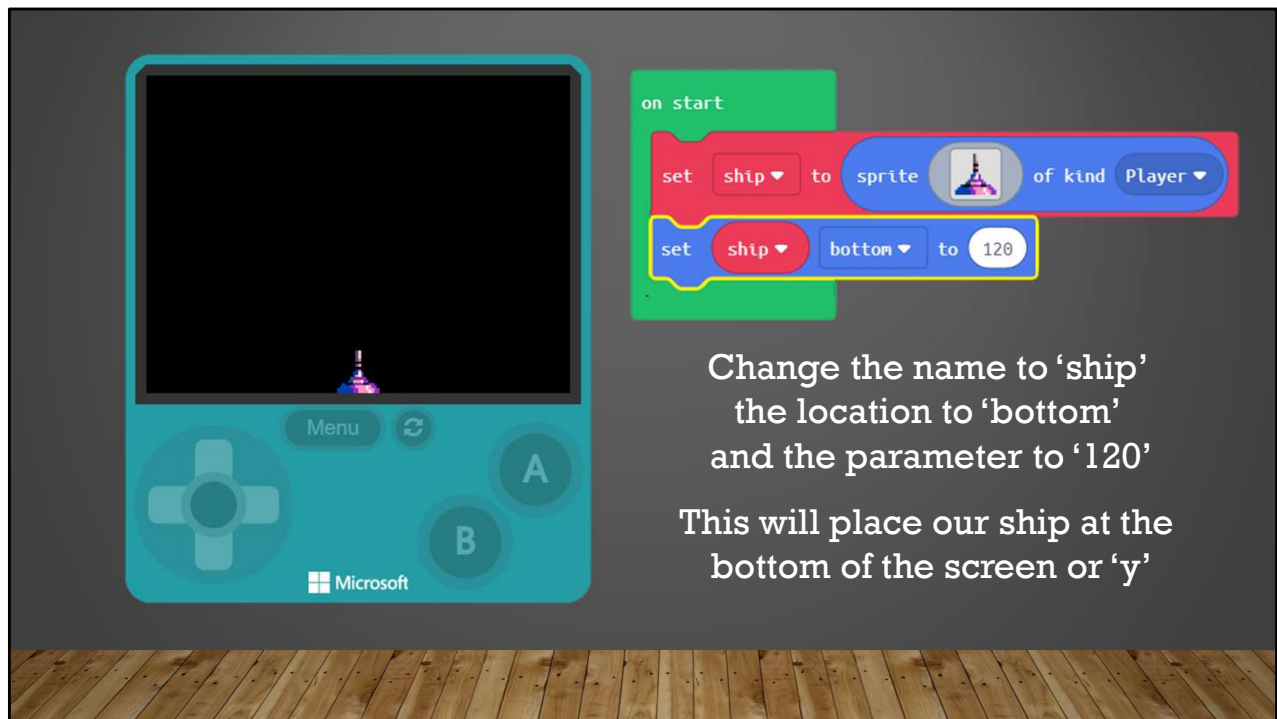 on start
set ship to sprite of kind Player
set ship bottom to 120
Change the name to ‘ship’
the location to ‘bottom’
and the parameter to ‘120’
This will place our ship at the
bottom of the screen or ‘y’
Menu
A
B
Microsoft